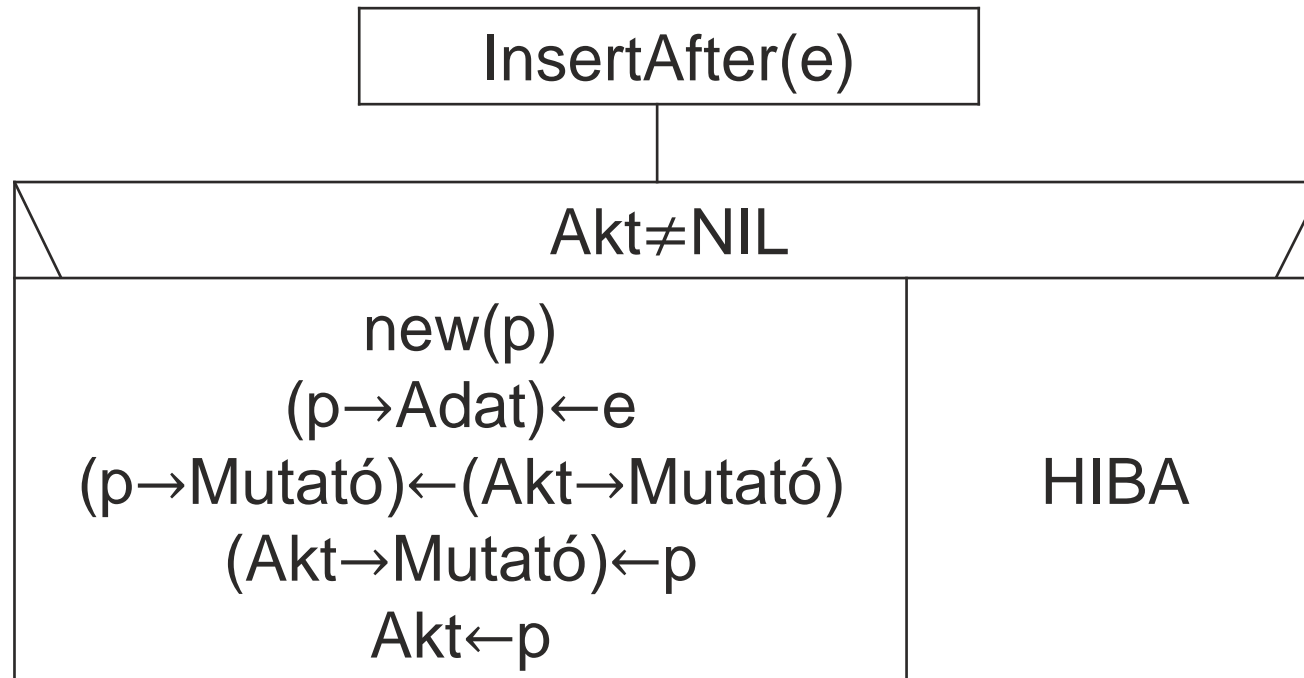 InsertAfter(e)
Akt≠NIL
new(p)
(p→Adat)←e
(p→Mutató)←(Akt→Mutató)
HIBA
(Akt→Mutató)←p
Akt←p